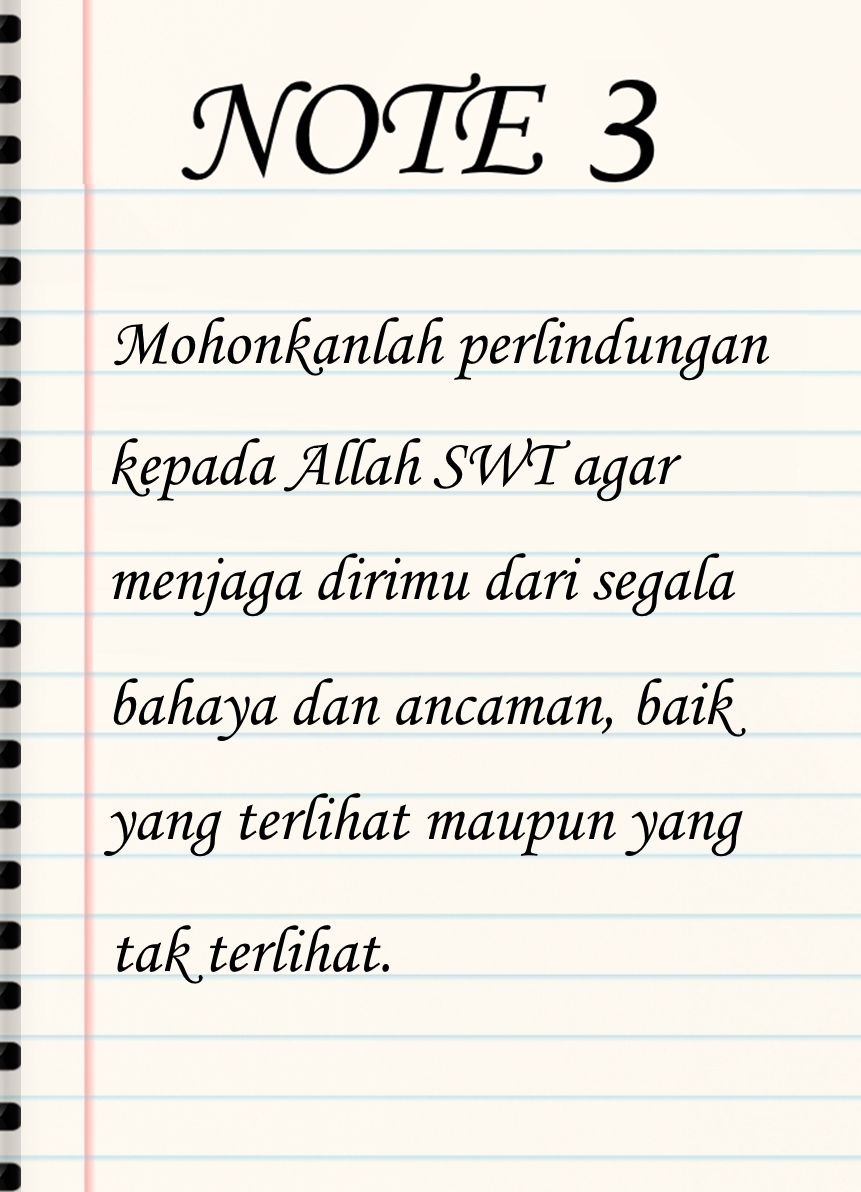 NOTE 3
Mohonkanlah perlindungan
kepada Allah SWT agar
menjaga dirimu dari segala
bahaya dan ancaman, baik
yang terlihat maupun yang
tak terlihat.